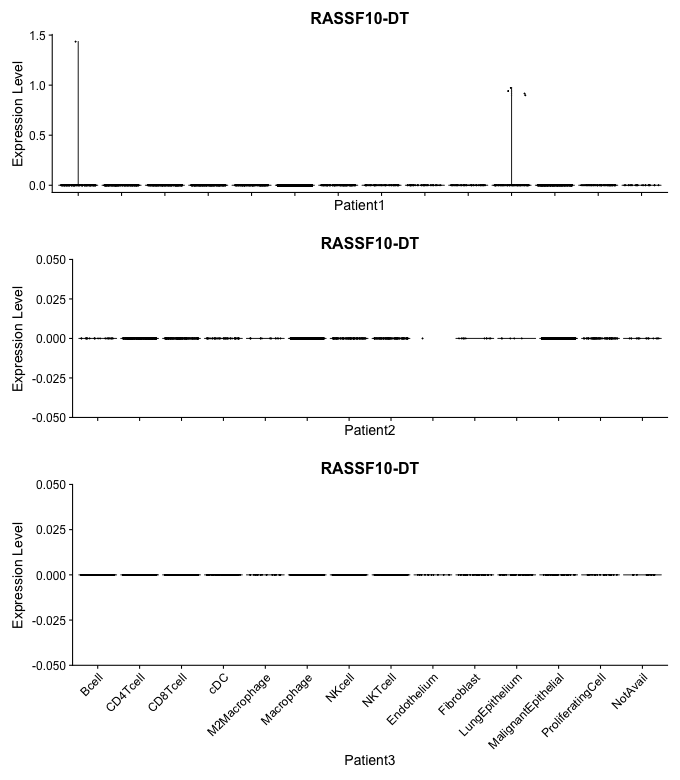 RASSF10-DT
Expression Level
1.5
1.0
0.5
0.0
Patient1
RASSF10-DT
Expression Level
0.050
0.025
0.000
-0.025
-0.050
Patient2
RASSF10-DT
Expression Level
0.050
0.025
0.000
-0.025
-0.050
Bcell
CD4Tcell
CD8Tcell
cDC
M2Macrophage
Macrophage
NKcell
NKTcell
Endothelium
Fibroblast
LungEpithelium
MalignantEpithelial
ProliferatingCell
NotAvail
Patient3